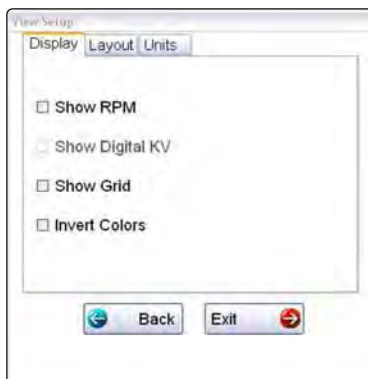 View Setup
Display Layout Units
Show RPM
Show Digital KV
Show Grid
Invert Colors
Back Exit